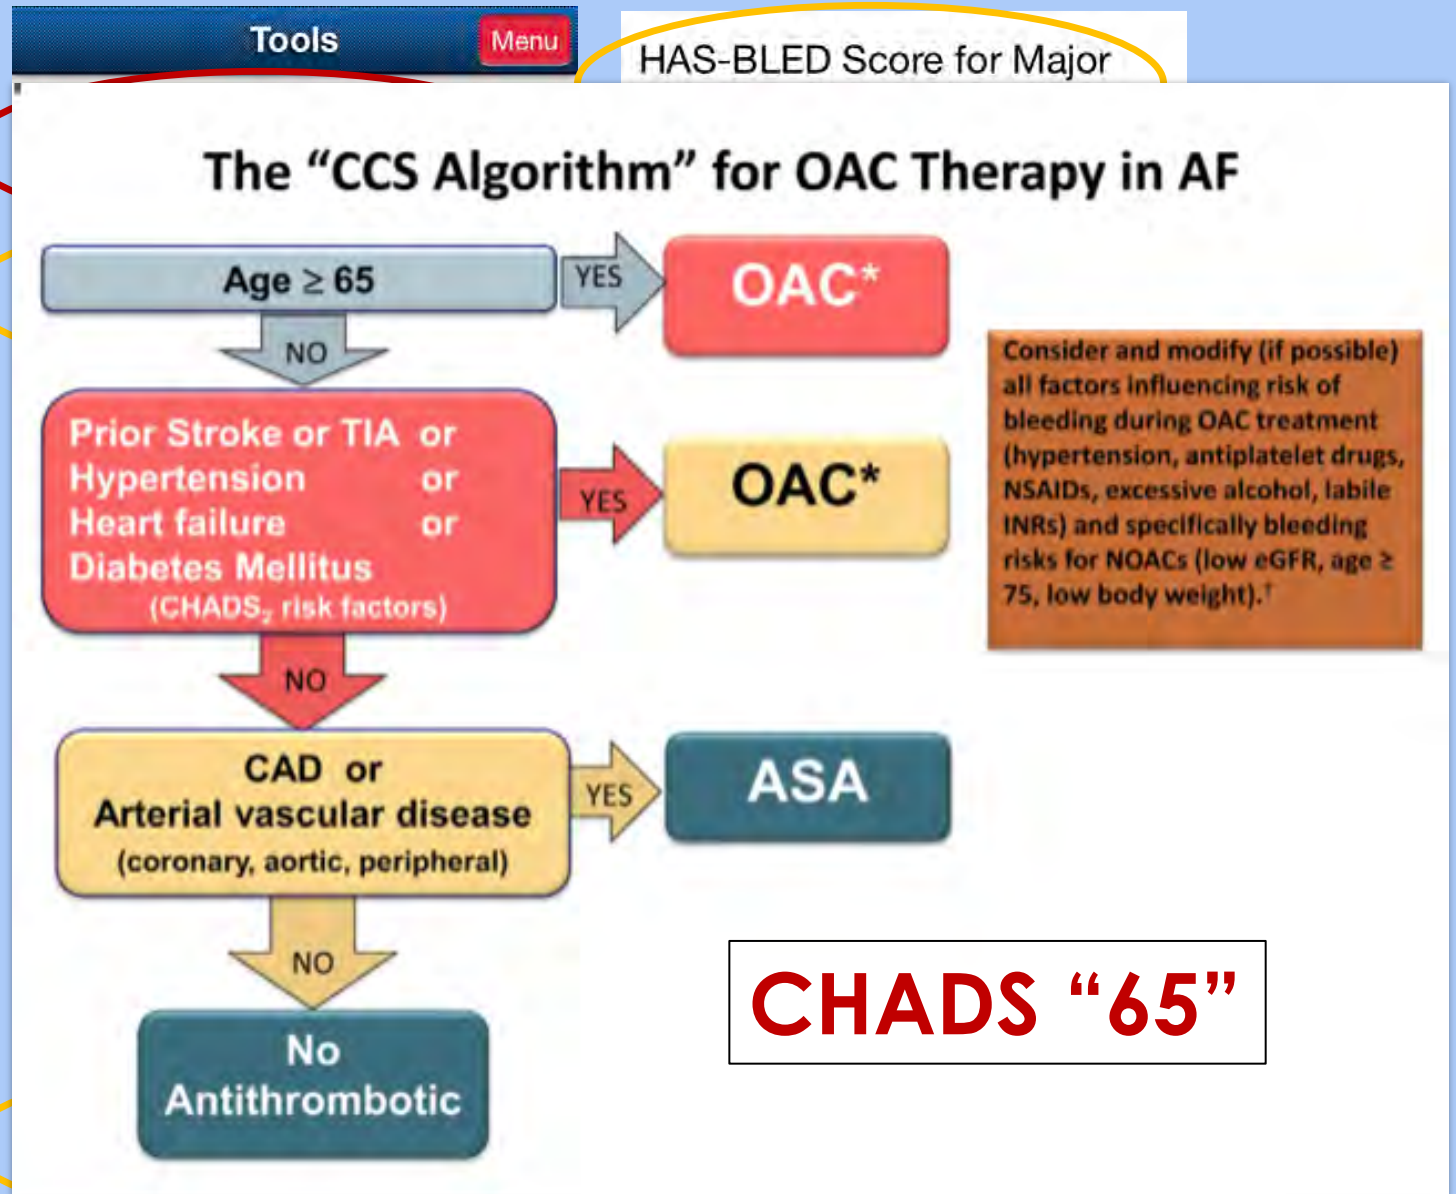 Tools
Menu
HAS-BLED Score for Major
The “CCS Algorithm” for OAC Therapy in AF
Age ≥ 65
YES
OAC*
NO
Prior Stroke or TIA or
Hypertension or
Heart failure or
Diabetes Mellitus
(CHADS₂ risk factors)
YES
OAC*
Consider and modify (if possible)
all factors influencing risk of
bleeding during OAC treatment
(hypertension, antiplatelet drugs,
NSAIDs, excessive alcohol, labile
INRs) and specifically bleeding
risks for NOACs (low eGFR, age ≥
75, low body weight).†
NO
CAD or
Arterial vascular disease
(coronary, aortic, peripheral)
YES
ASA
NO
No
Antithrombotic
CHADS “65”